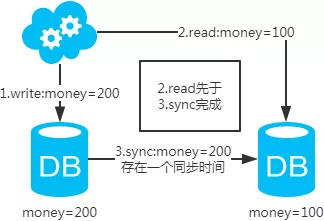 2.read:money=100
1.write:money=200
2.read先于
3.sync完成
3.sync:money=200
存在一个同步时间
DB
DB
money=200
money=100